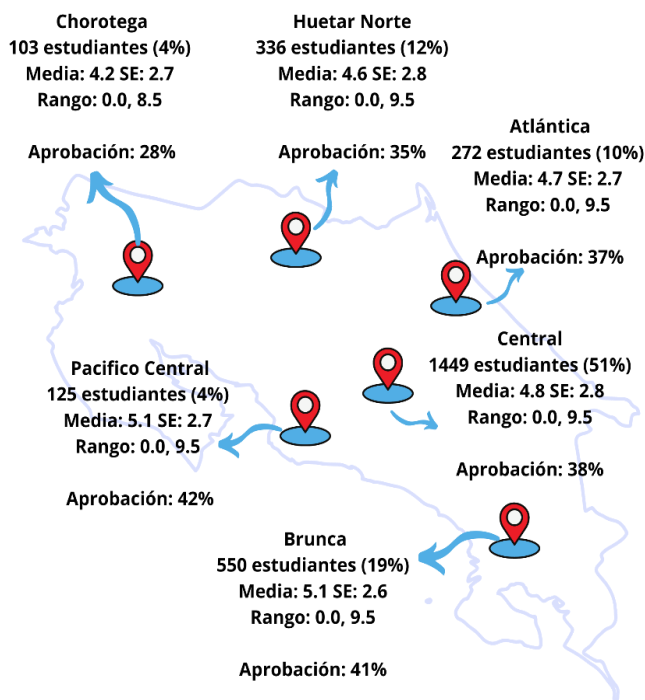 Chorotega
103 estudiantes (4%)
Media: 4.2 SE: 2.7
Rango: 0.0, 8.5
Aprobación: 28%
Huetar Norte
336 estudiantes (12%)
Media: 4.6 SE: 2.8
Rango: 0.0, 9.5
Aprobación: 35%
Atlántica
272 estudiantes (10%)
Media: 4.7 SE: 2.7
Rango: 0.0, 9.5
Aprobación: 37%
Central
1449 estudiantes (51%)
Media: 4.8 SE: 2.8
Rango: 0.0, 9.5
Aprobación: 38%
Pacifico Central
125 estudiantes (4%)
Media: 5.1 SE: 2.7
Rango: 0.0, 9.5
Aprobación: 42%
Brunca
550 estudiantes (19%)
Media: 5.1 SE: 2.6
Rango: 0.0, 9.5
Aprobación: 41%